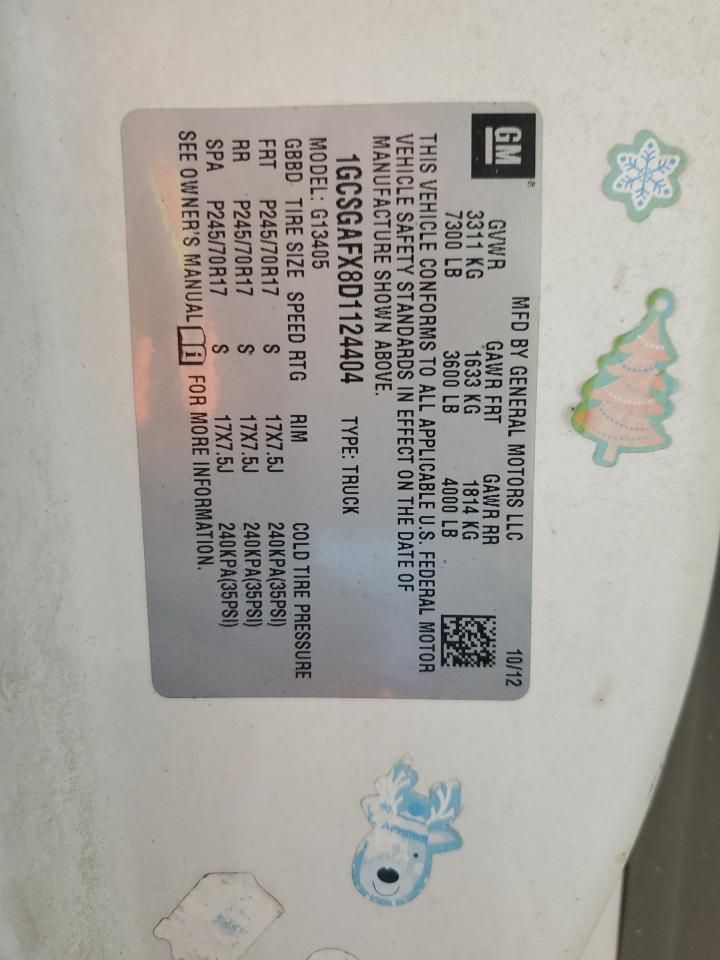 GM®
MFD BY GENERAL MOTORS LLC 10/12
GVWR GAWR FRT GAWR RR
3311 KG 1633 KG 1814 KG
7300 LB 3600 LB 4000 LB
THIS VEHICLE CONFORMS TO ALL APPLICABLE U.S. FEDERAL MOTOR
VEHICLE SAFETY STANDARDS IN EFFECT ON THE DATE OF
MANUFACTURE SHOWN ABOVE.
1GCSGAFX8D1124404 TYPE: TRUCK
MODEL: G13405
GBBD TIRE SIZE SPEED RTG RIM COLD TIRE PRESSURE
FRT P245/70R17 S 17X7.5J 240KPA(35PSI)
RR P245/70R17 S 17X7.5J 240KPA(35PSI)
SPA P245/70R17 S 17X7.5J 240KPA(35PSI)
SEE OWNER'S MANUAL i FOR MORE INFORMATION.